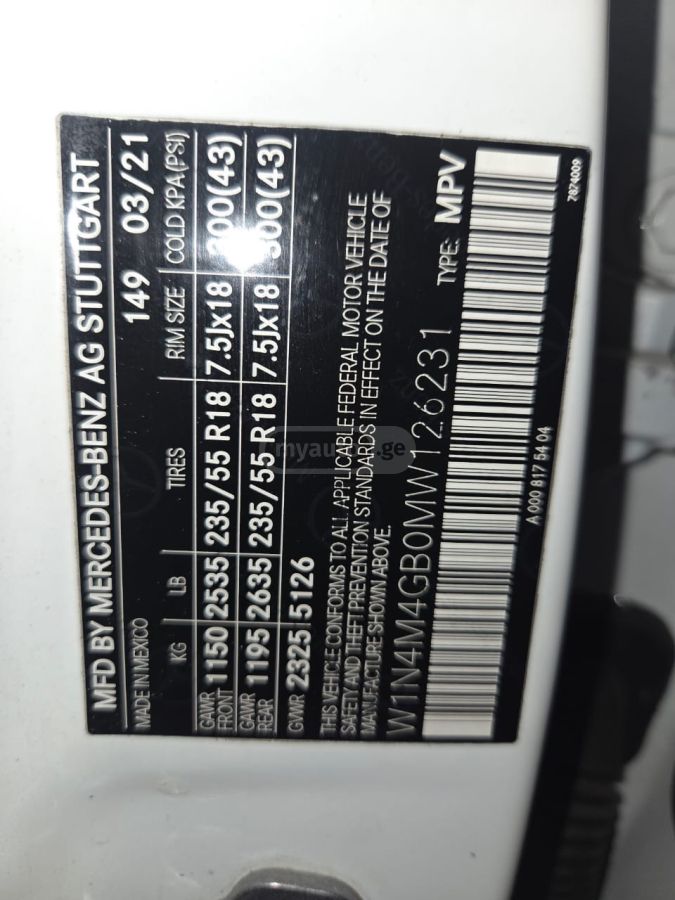 MFD BY MERCEDES-BENZ AG STUTTGART
MADE IN MEXICO 149 03/21
KG LB TIRES RIM SIZE COLD KPA(PSI)
GAWR FRONT 1150 2535 235/55 R18 7.5Jx18 300(43)
GAWR REAR 1195 2635 235/55 R18 7.5Jx18 300(43)
GVWR 2325 5126
THIS VEHICLE CONFORMS TO ALL APPLICABLE FEDERAL MOTOR VEHICLE
SAFETY AND THEFT PREVENTION STANDARDS IN EFFECT ON THE DATE OF
MANUFACTURE SHOWN ABOVE.
W1N4M4GB0MW126231 TYPE: MPV
A 000 817 54 04 7874009